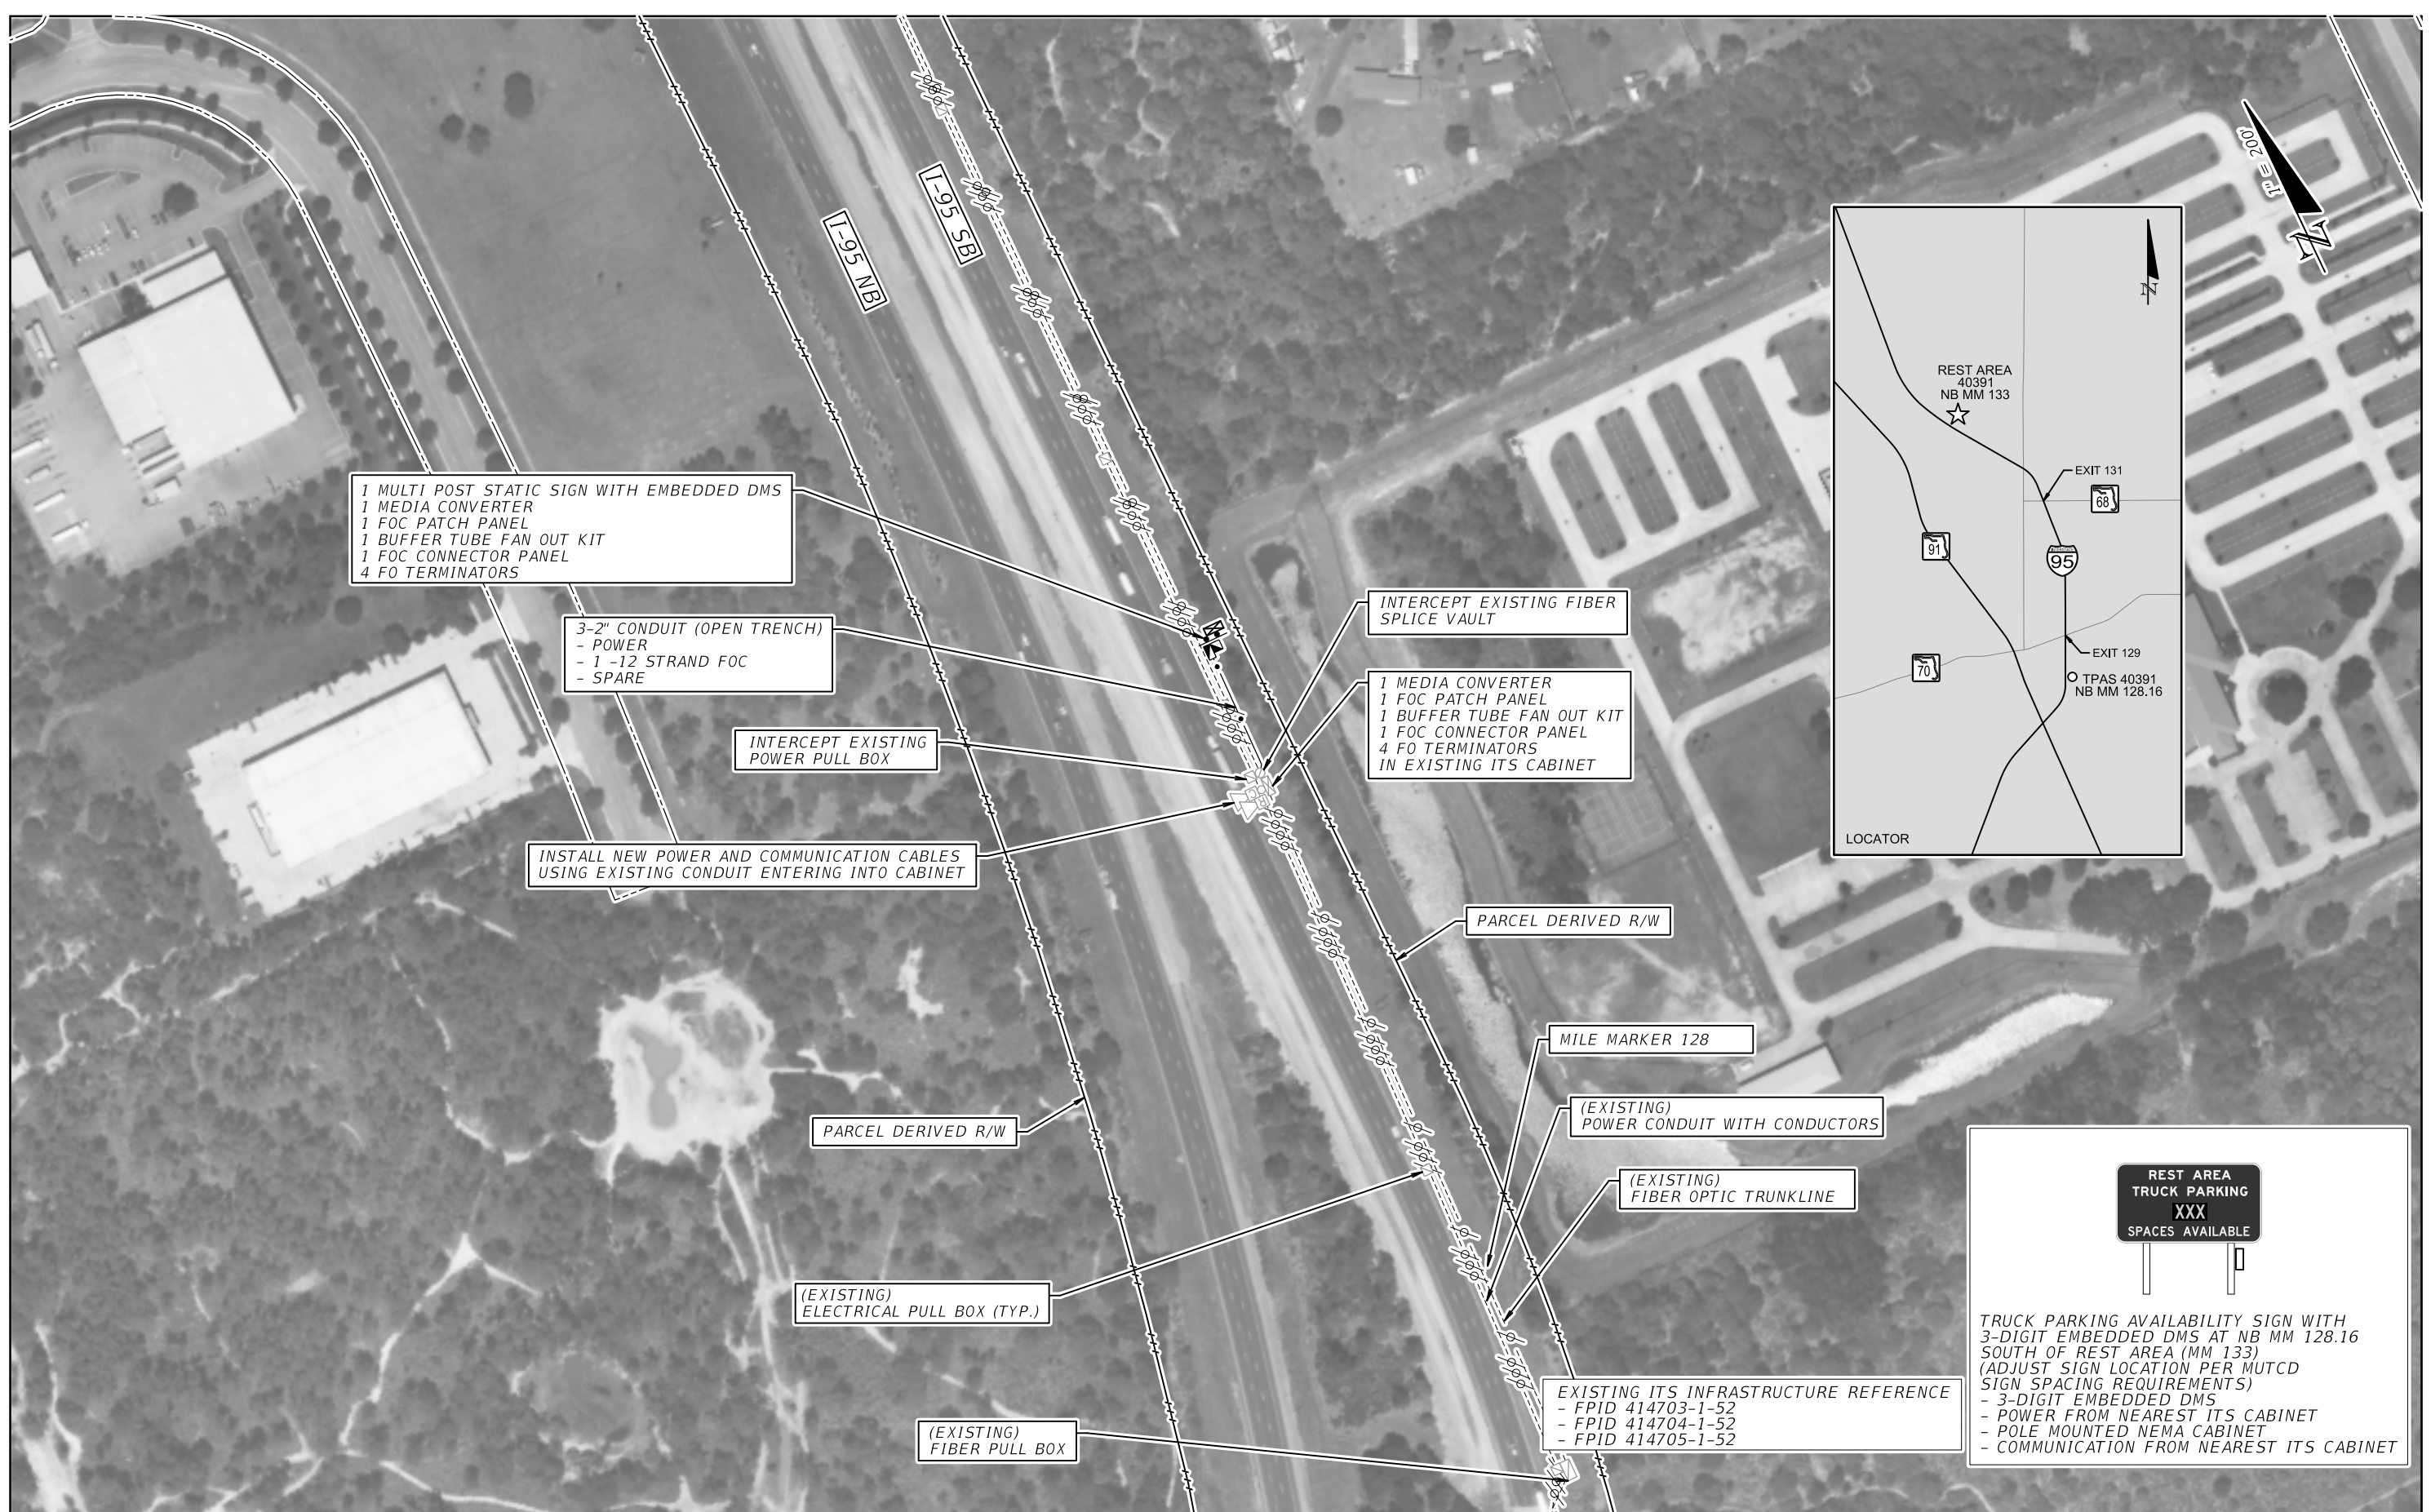 I-95 SB
I-95 NB
1" = 200'
N
1 MULTI POST STATIC SIGN WITH EMBEDDED DMS
1 MEDIA CONVERTER
1 FOC PATCH PANEL
1 BUFFER TUBE FAN OUT KIT
1 FOC CONNECTOR PANEL
4 FO TERMINATORS
3-2" CONDUIT (OPEN TRENCH)
- POWER
- 1 -12 STRAND FOC
- SPARE
INTERCEPT EXISTING
POWER PULL BOX
INSTALL NEW POWER AND COMMUNICATION CABLES
USING EXISTING CONDUIT ENTERING INTO CABINET
INTERCEPT EXISTING FIBER
SPLICE VAULT
1 MEDIA CONVERTER
1 FOC PATCH PANEL
1 BUFFER TUBE FAN OUT KIT
1 FOC CONNECTOR PANEL
4 FO TERMINATORS
IN EXISTING ITS CABINET
PARCEL DERIVED R/W
PARCEL DERIVED R/W
MILE MARKER 128
(EXISTING)
POWER CONDUIT WITH CONDUCTORS
(EXISTING)
FIBER OPTIC TRUNKLINE
(EXISTING)
ELECTRICAL PULL BOX (TYP.)
(EXISTING)
FIBER PULL BOX
EXISTING ITS INFRASTRUCTURE REFERENCE
- FPID 414703-1-52
- FPID 414704-1-52
- FPID 414705-1-52
N
REST AREA
40391
NB MM 133
EXIT 131
68
91
95
EXIT 129
70
TPAS 40391
NB MM 128.16
LOCATOR
REST AREA
TRUCK PARKING
XXX
SPACES AVAILABLE
TRUCK PARKING AVAILABILITY SIGN WITH
3-DIGIT EMBEDDED DMS AT NB MM 128.16
SOUTH OF REST AREA (MM 133)
(ADJUST SIGN LOCATION PER MUTCD
SIGN SPACING REQUIREMENTS)
- 3-DIGIT EMBEDDED DMS
- POWER FROM NEAREST ITS CABINET
- POLE MOUNTED NEMA CABINET
- COMMUNICATION FROM NEAREST ITS CABINET